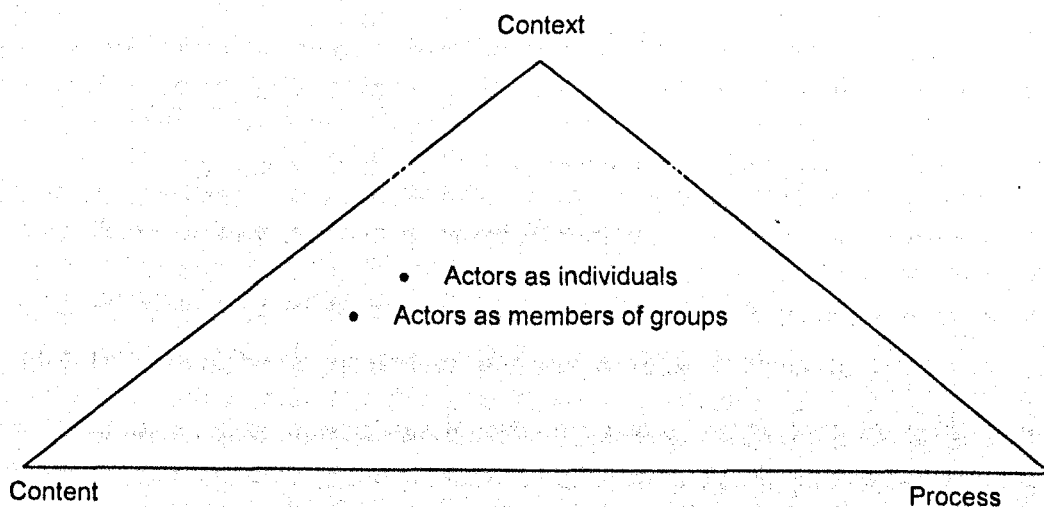 Context
• Actors as individuals
• Actors as members of groups
Content
Process